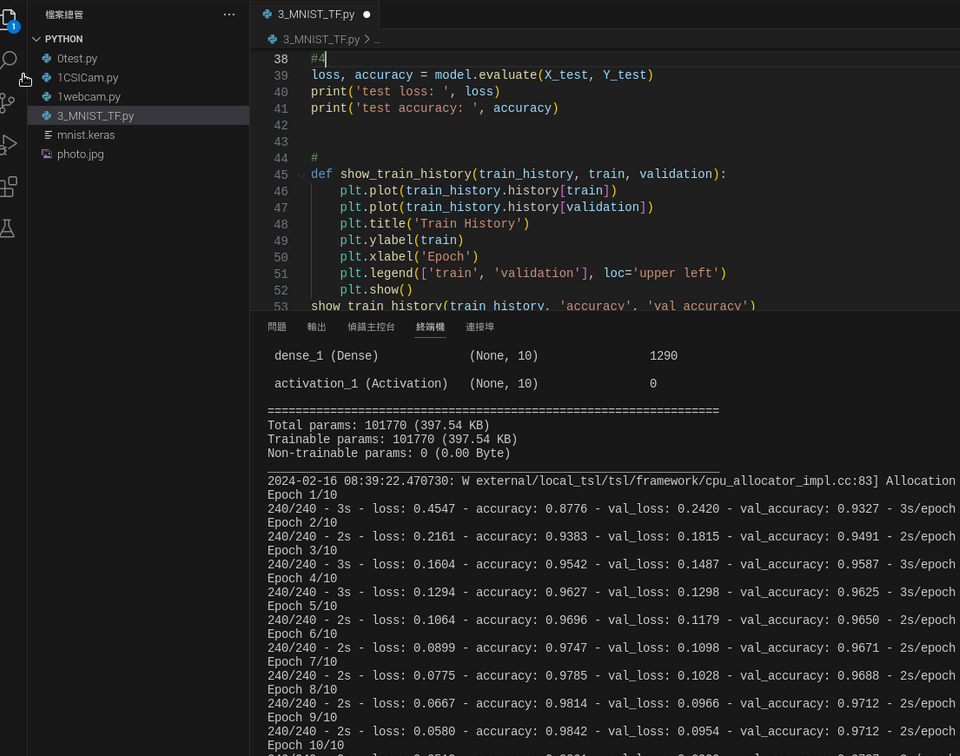 檔案總管
PYTHON
0test.py
1CSICam.py
1webcam.py
3_MNIST_TF.py
mnist.keras
photo.jpg
1
3_MNIST_TF.py
3_MNIST_TF.py > ...
38 #4
39 loss, accuracy = model.evaluate(X_test, Y_test)
40 print('test loss: ', loss)
41 print('test accuracy: ', accuracy)
42
43
44 #
45 def show_train_history(train_history, train, validation):
46 plt.plot(train_history.history[train])
47 plt.plot(train_history.history[validation])
48 plt.title('Train History')
49 plt.ylabel(train)
50 plt.xlabel('Epoch')
51 plt.legend(['train', 'validation'], loc='upper left')
52 plt.show()
53 show_train_history(train_history, 'accuracy', 'val_accuracy')
問題 輸出 偵錯主控台 終端機 連接埠
dense_1 (Dense) (None, 10) 1290
activation_1 (Activation) (None, 10) 0
=================================================================
Total params: 101770 (397.54 KB)
Trainable params: 101770 (397.54 KB)
Non-trainable params: 0 (0.00 Byte)
_________________________________________________________________
2024-02-16 08:39:22.470730: W external/local_tsl/tsl/framework/cpu_allocator_impl.cc:83] Allocation
Epoch 1/10
240/240 - 3s - loss: 0.4547 - accuracy: 0.8776 - val_loss: 0.2420 - val_accuracy: 0.9327 - 3s/epoch
Epoch 2/10
240/240 - 2s - loss: 0.2161 - accuracy: 0.9383 - val_loss: 0.1815 - val_accuracy: 0.9491 - 2s/epoch
Epoch 3/10
240/240 - 3s - loss: 0.1604 - accuracy: 0.9542 - val_loss: 0.1487 - val_accuracy: 0.9587 - 3s/epoch
Epoch 4/10
240/240 - 3s - loss: 0.1294 - accuracy: 0.9627 - val_loss: 0.1298 - val_accuracy: 0.9625 - 3s/epoch
Epoch 5/10
240/240 - 2s - loss: 0.1064 - accuracy: 0.9696 - val_loss: 0.1179 - val_accuracy: 0.9650 - 2s/epoch
Epoch 6/10
240/240 - 2s - loss: 0.0899 - accuracy: 0.9747 - val_loss: 0.1098 - val_accuracy: 0.9671 - 2s/epoch
Epoch 7/10
240/240 - 2s - loss: 0.0775 - accuracy: 0.9785 - val_loss: 0.1028 - val_accuracy: 0.9688 - 2s/epoch
Epoch 8/10
240/240 - 2s - loss: 0.0667 - accuracy: 0.9814 - val_loss: 0.0966 - val_accuracy: 0.9712 - 2s/epoch
Epoch 9/10
240/240 - 2s - loss: 0.0580 - accuracy: 0.9842 - val_loss: 0.0954 - val_accuracy: 0.9712 - 2s/epoch
Epoch 10/10